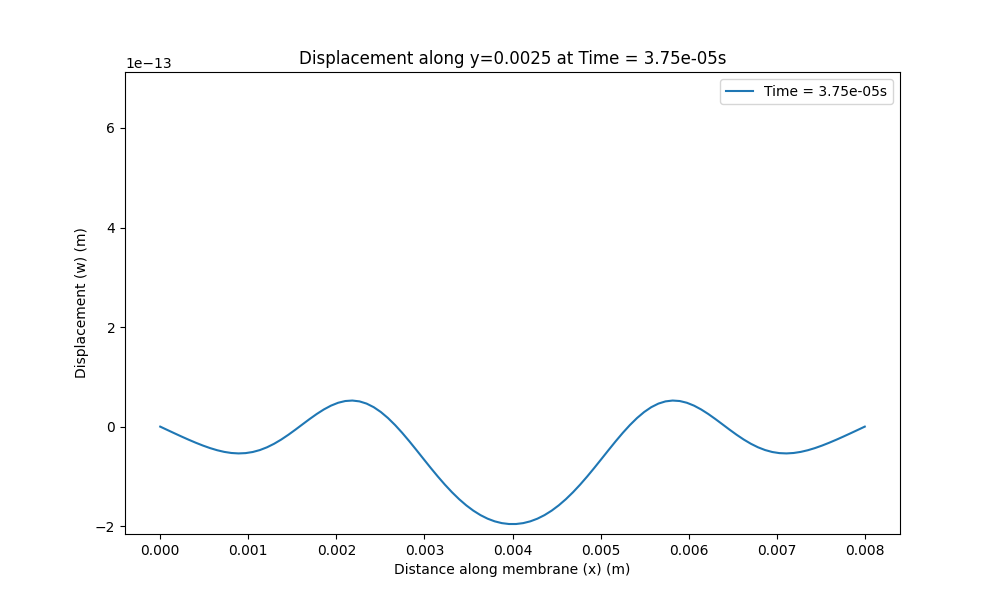 Displacement along y=0.0025 at Time = 3.75e-05s
1e−13
Time = 3.75e-05s
6
4
2
0
−2
Displacement (w) (m)
0.000 0.001 0.002 0.003 0.004 0.005 0.006 0.007 0.008
Distance along membrane (x) (m)